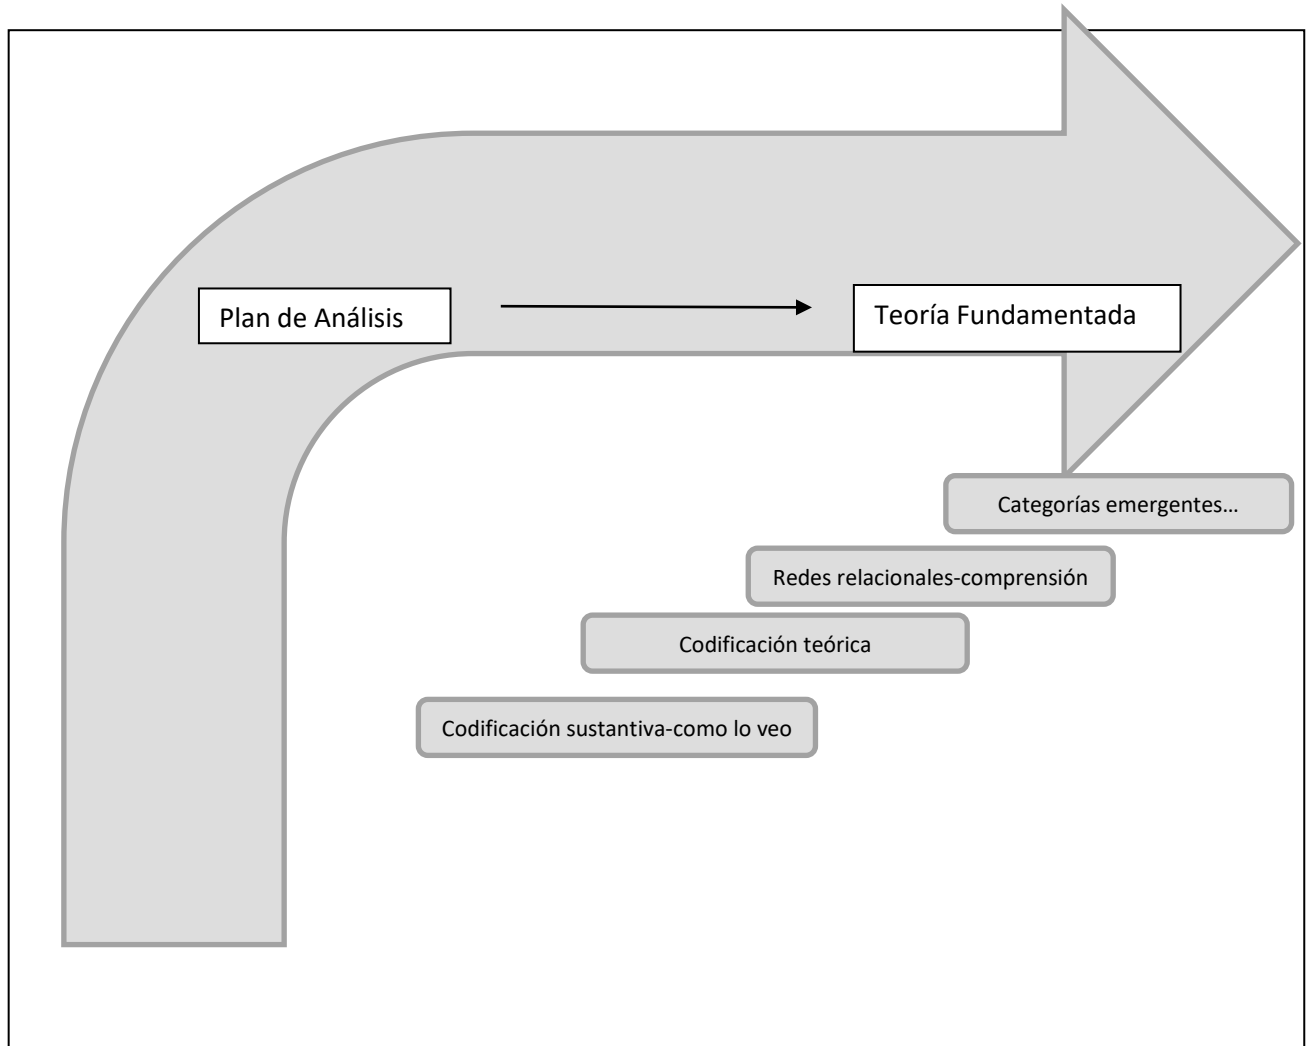 Plan de Análisis
Teoría Fundamentada
Categorías emergentes...
Redes relacionales-comprensión
Codificación teórica
Codificación sustantiva-como lo veo